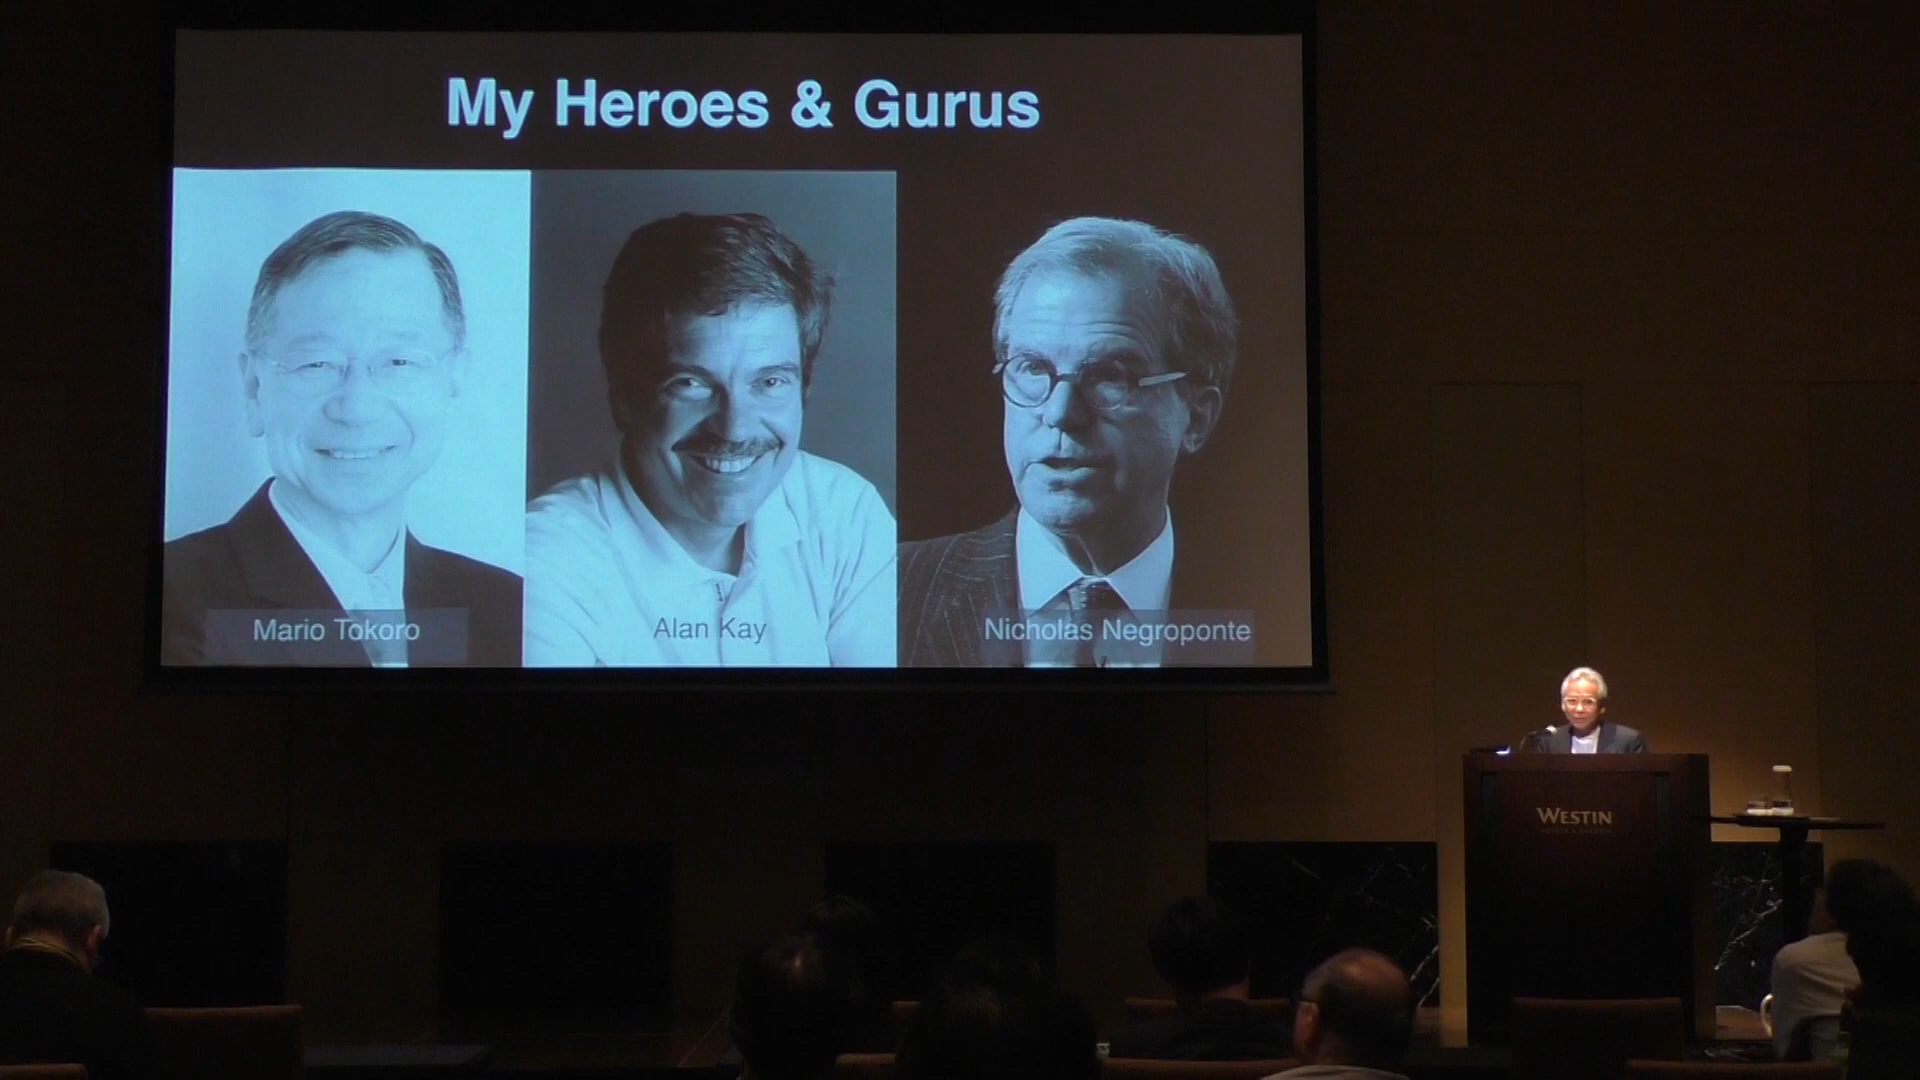 My Heroes & Gurus
Mario Tokoro
Alan Kay
Nicholas Negroponte
WESTIN